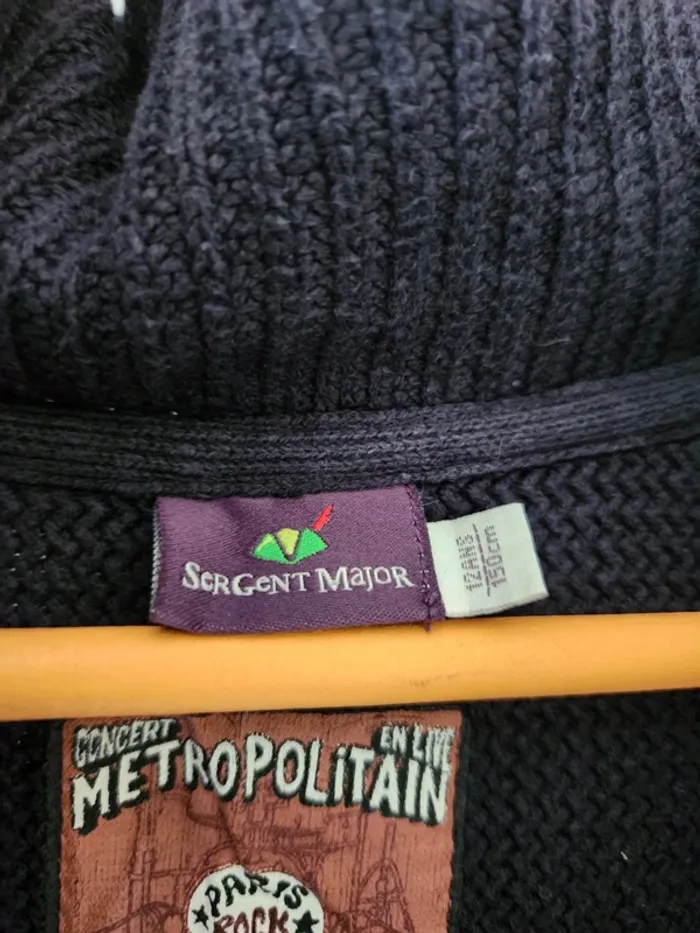 SERGENT MAJOR
12ANS
150cm
CONCERT EN LIVE
METROPOLiTAIN
PARIS
ROCK